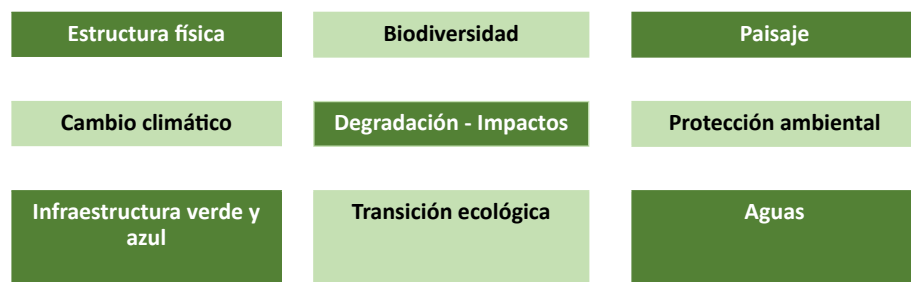 Estructura física
Biodiversidad
Paisaje
Cambio climático
Degradación - Impactos
Protección ambiental
Infraestructura verde y
azul
Transición ecológica
Aguas